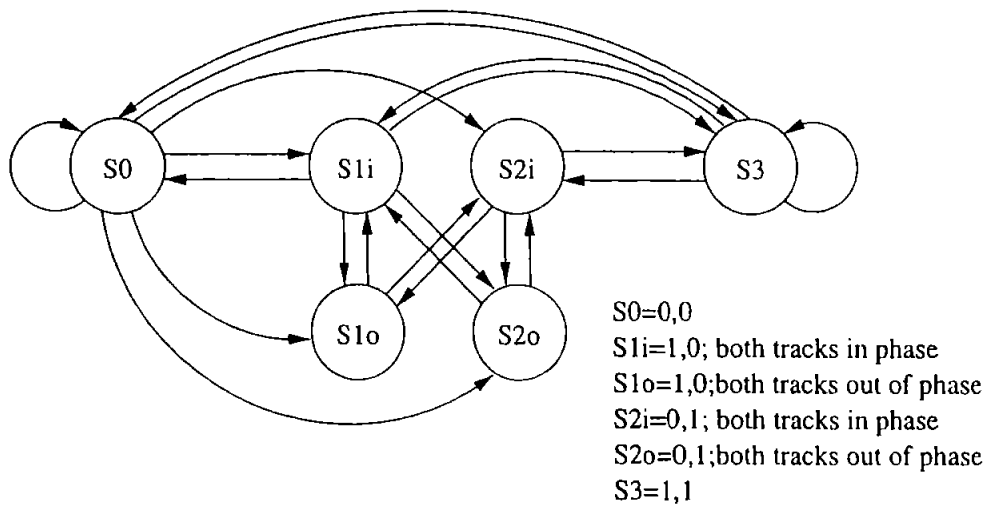 S0
S1i
S2i
S3
S1o
S2o
S0=0,0
S1i=1,0; both tracks in phase
S1o=1,0;both tracks out of phase
S2i=0,1; both tracks in phase
S2o=0,1;both tracks out of phase
S3=1,1